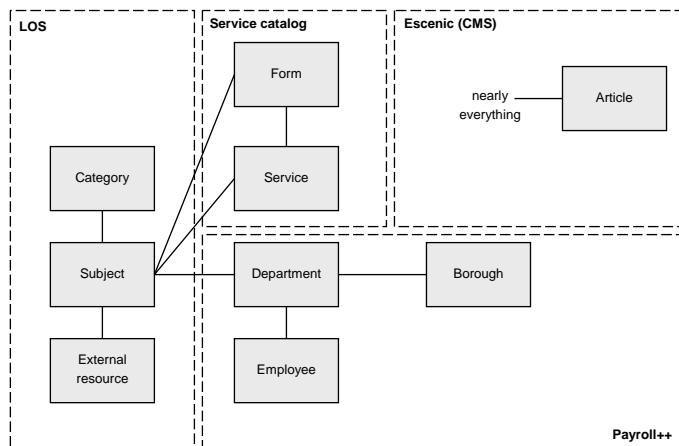 LOS
Service catalog
Escenic (CMS)
Form
nearly
everything
Article
Category
Service
Subject
Department
Borough
External
resource
Employee
Payroll++